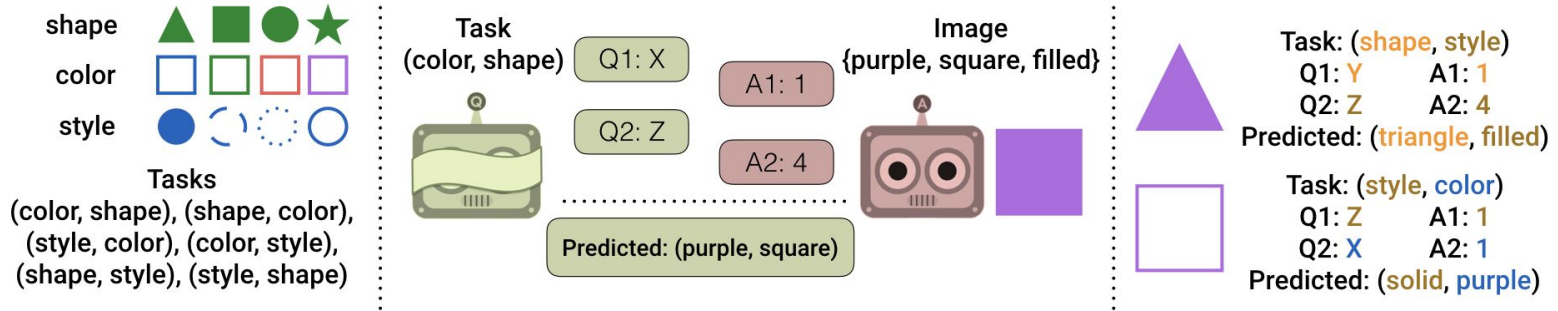 shape
color
style
Tasks
(color, shape), (shape, color),
(style, color), (color, style),
(shape, style), (style, shape)
Task
(color, shape)
Q1: X
A1: 1
Q2: Z
A2: 4
Q
A
Image
{purple, square, filled}
Predicted: (purple, square)
Task: (shape, style)
Q1: Y A1: 1
Q2: Z A2: 4
Predicted: (triangle, filled)
Task: (style, color)
Q1: Z A1: 1
Q2: X A2: 1
Predicted: (solid, purple)